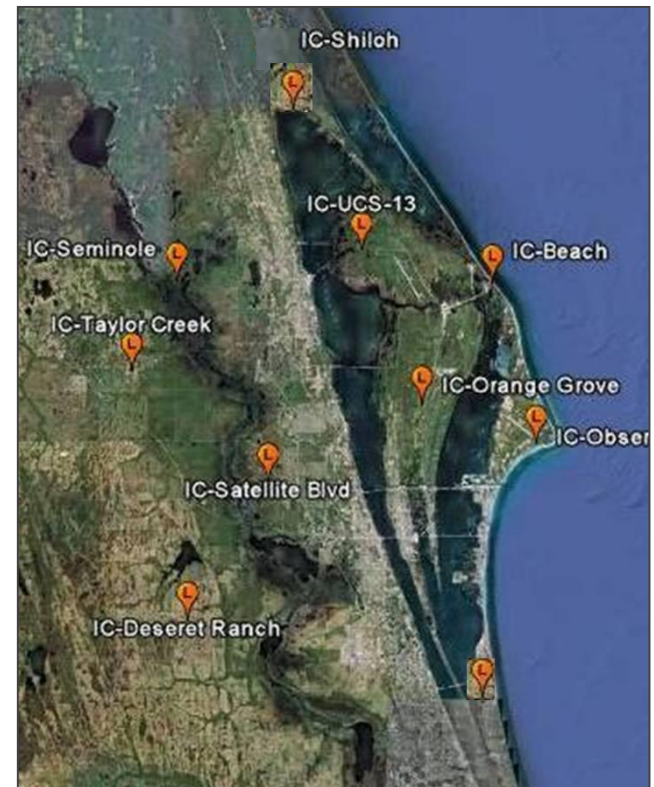 IC-Shiloh
L
IC-UCS-13
L
IC-Seminole
L
IC-Beach
L
IC-Taylor Creek
L
IC-Orange Grove
L
L
IC-Obser
IC-Satellite Blvd
L
L
IC-Deseret Ranch
L